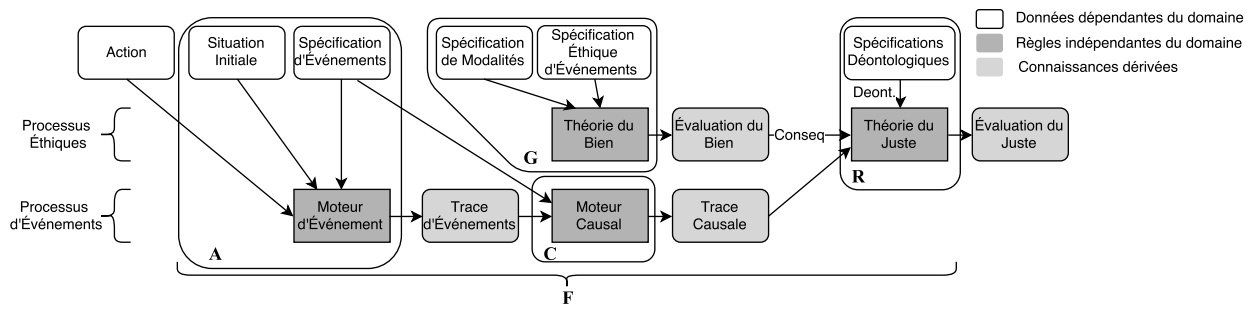 Données dépendantes du domaine
Règles indépendantes du domaine
Connaissances dérivées
Action
Situation
Initiale
Spécification
d'Événements
Spécification
de Modalités
Spécification
Éthique
d'Événements
Spécifications
Déontologiques
Deont.
Processus
Éthiques
Théorie du
Bien
Évaluation du
Bien
Conseq
Théorie du
Juste
Évaluation du
Juste
G
R
Processus
d'Événements
Moteur
d'Événement
Trace
d'Événements
Moteur
Causal
Trace
Causale
A
C
F